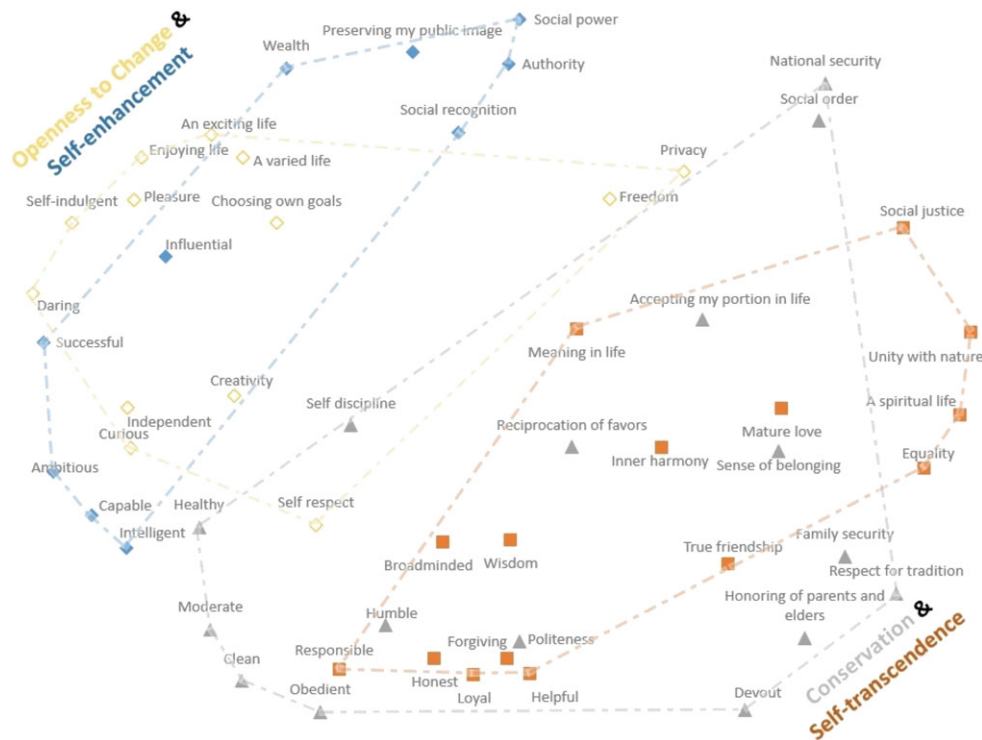 Openness to Change &
Self-enhancement
Social power
Preserving my public image
Wealth
Authority
National security
Social order
Social recognition
An exciting life
Enjoying life
A varied life
Privacy
Self-indulgent
Pleasure
Choosing own goals
Freedom
Social justice
Influential
Daring
Accepting my portion in life
Successful
Meaning in life
Unity with nature
Creativity
Self discipline
A spiritual life
Independent
Curious
Reciprocation of favors
Mature love
Inner harmony
Sense of belonging
Equality
Ambitious
Capable
Healthy
Self respect
Intelligent
True friendship
Family security
Broadminded
Wisdom
Respect for tradition
Honoring of parents and
elders
Moderate
Humble
Forgiving
Politeness
Responsible
Clean
Honest
Obedient
Loyal
Helpful
Devout
Conservation &
Self-transcendence